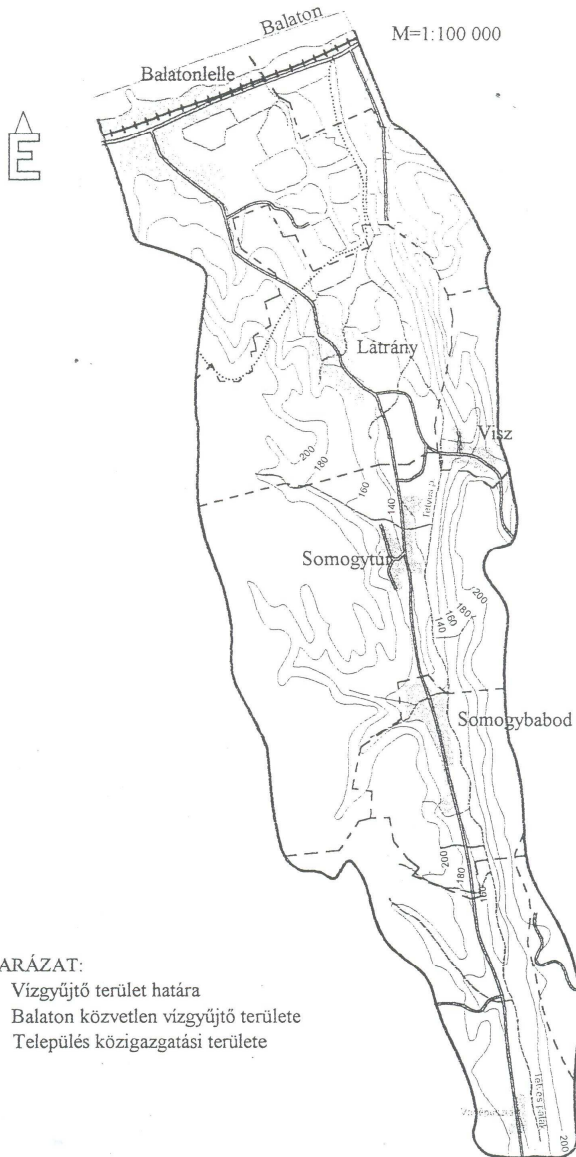 Balaton
M=1:100 000
Balatonlelle
É
Látrány
Visz
200
180
160
140
Tetves p.
Somogytúr
200
180
160
140
Somogybabod
200
180
160
ARÁZAT:
Vízgyűjtő terület határa
Balaton közvetlen vízgyűjtő területe
Település közigazgatási területe
200